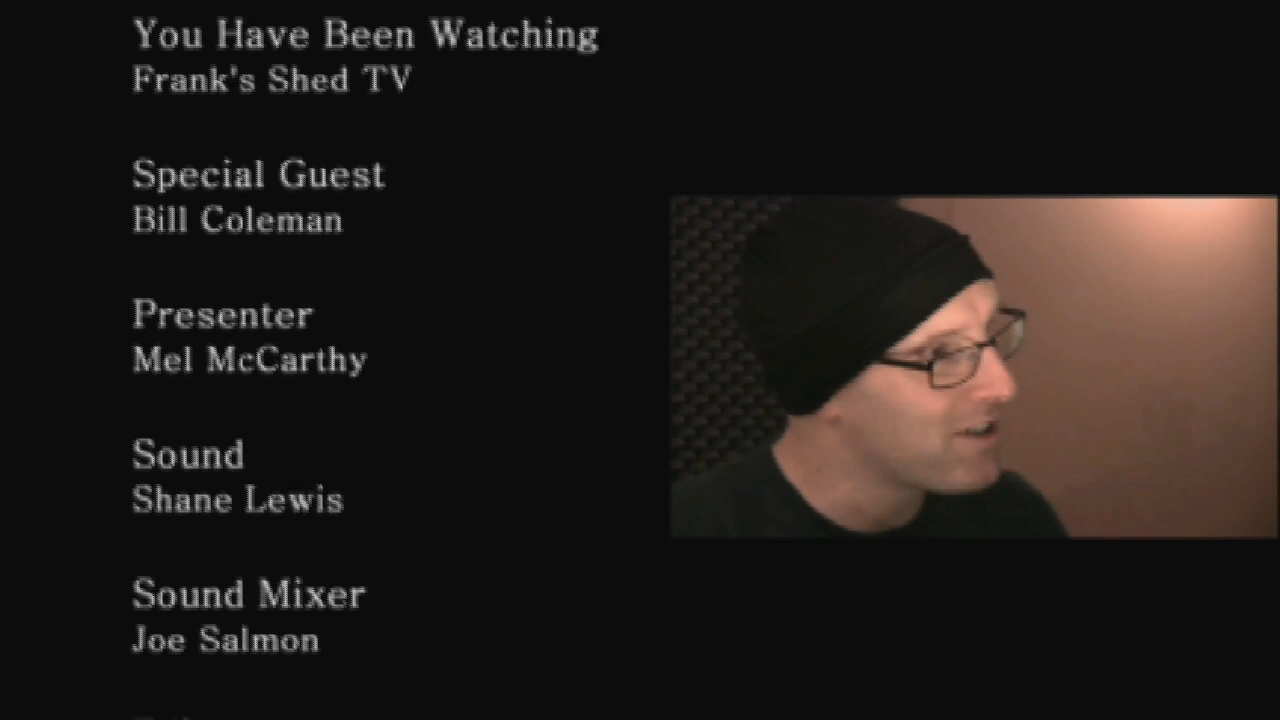 You Have Been Watching
Frank's Shed TV
Special Guest
Bill Coleman
Presenter
Mel McCarthy
Sound
Shane Lewis
Sound Mixer
Joe Salmon